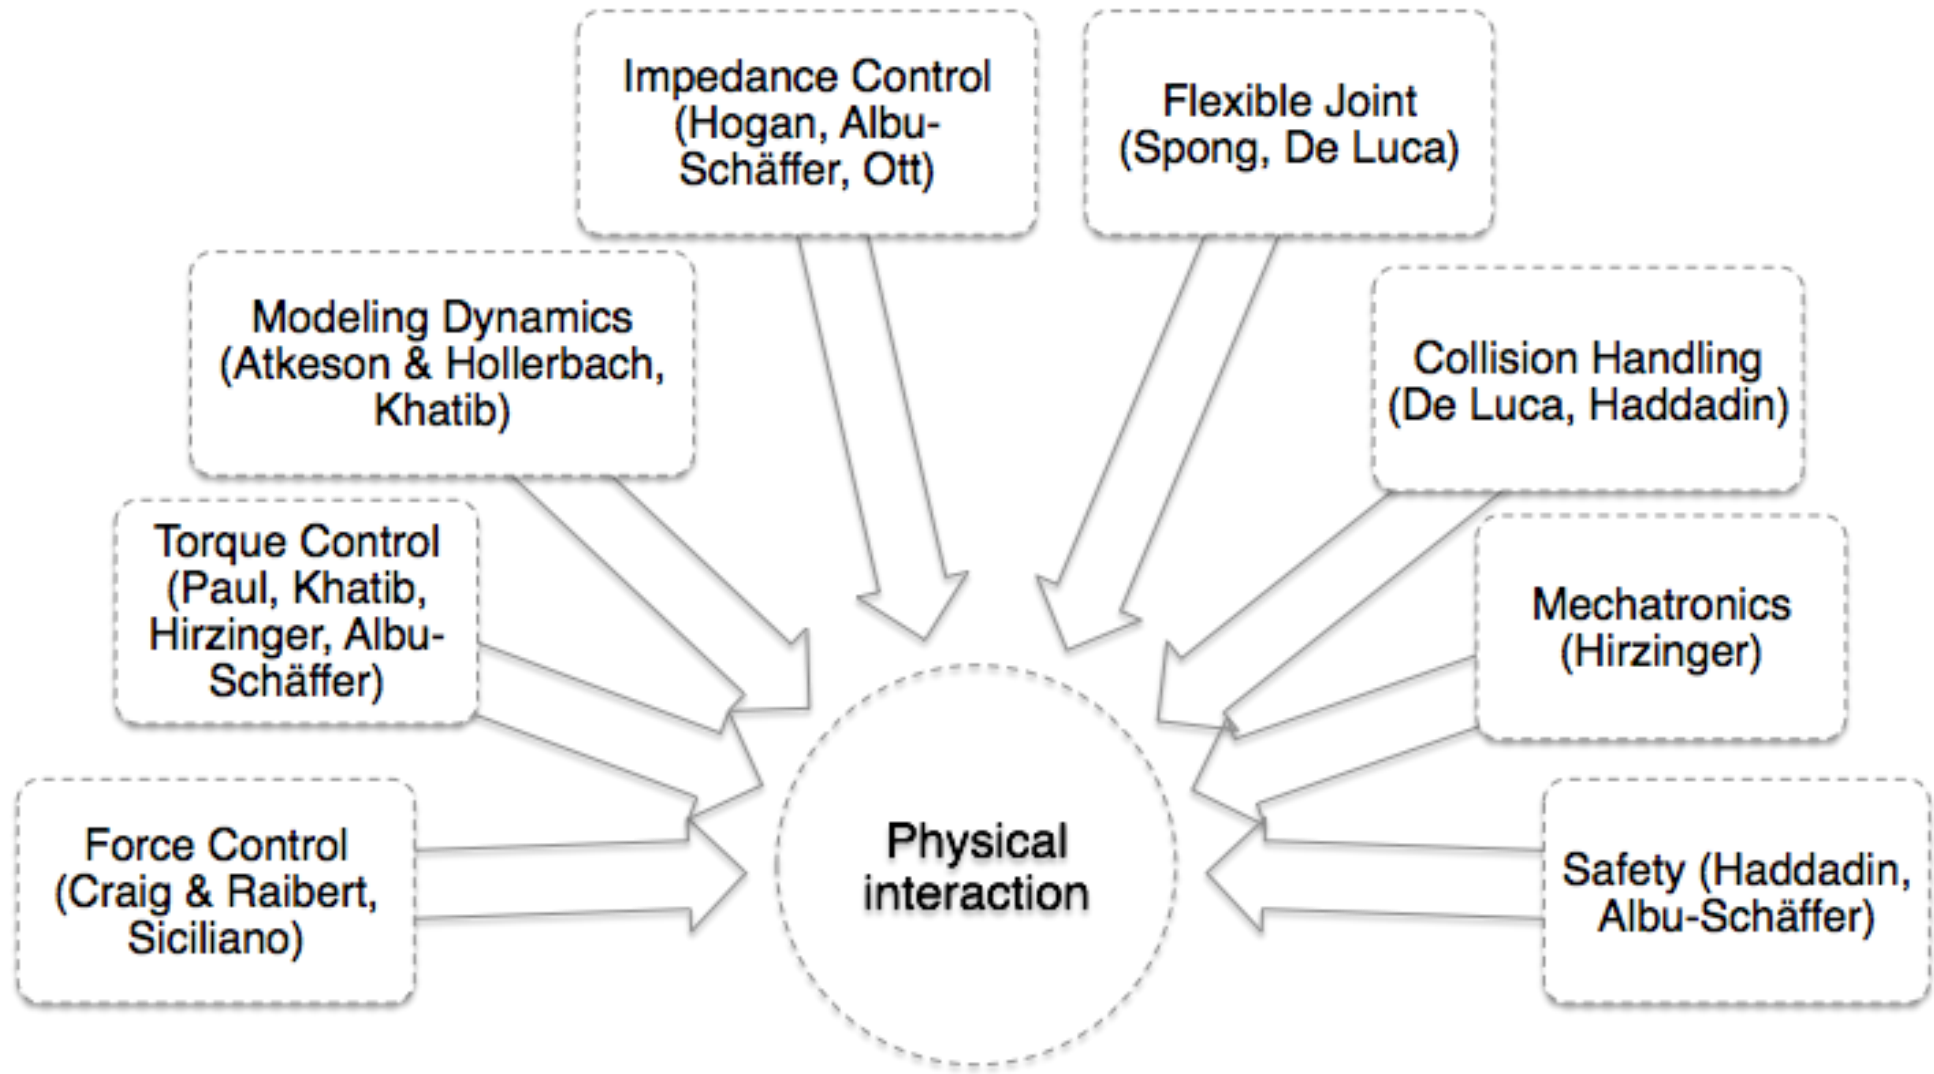 Impedance Control
(Hogan, Albu-
Schäffer, Ott)
Flexible Joint
(Spong, De Luca)
Modeling Dynamics
(Atkeson & Hollerbach,
Khatib)
Collision Handling
(De Luca, Haddadin)
Torque Control
(Paul, Khatib,
Hirzinger, Albu-
Schäffer)
Mechatronics
(Hirzinger)
Force Control
(Craig & Raibert,
Siciliano)
Physical
interaction
Safety (Haddadin,
Albu-Schäffer)